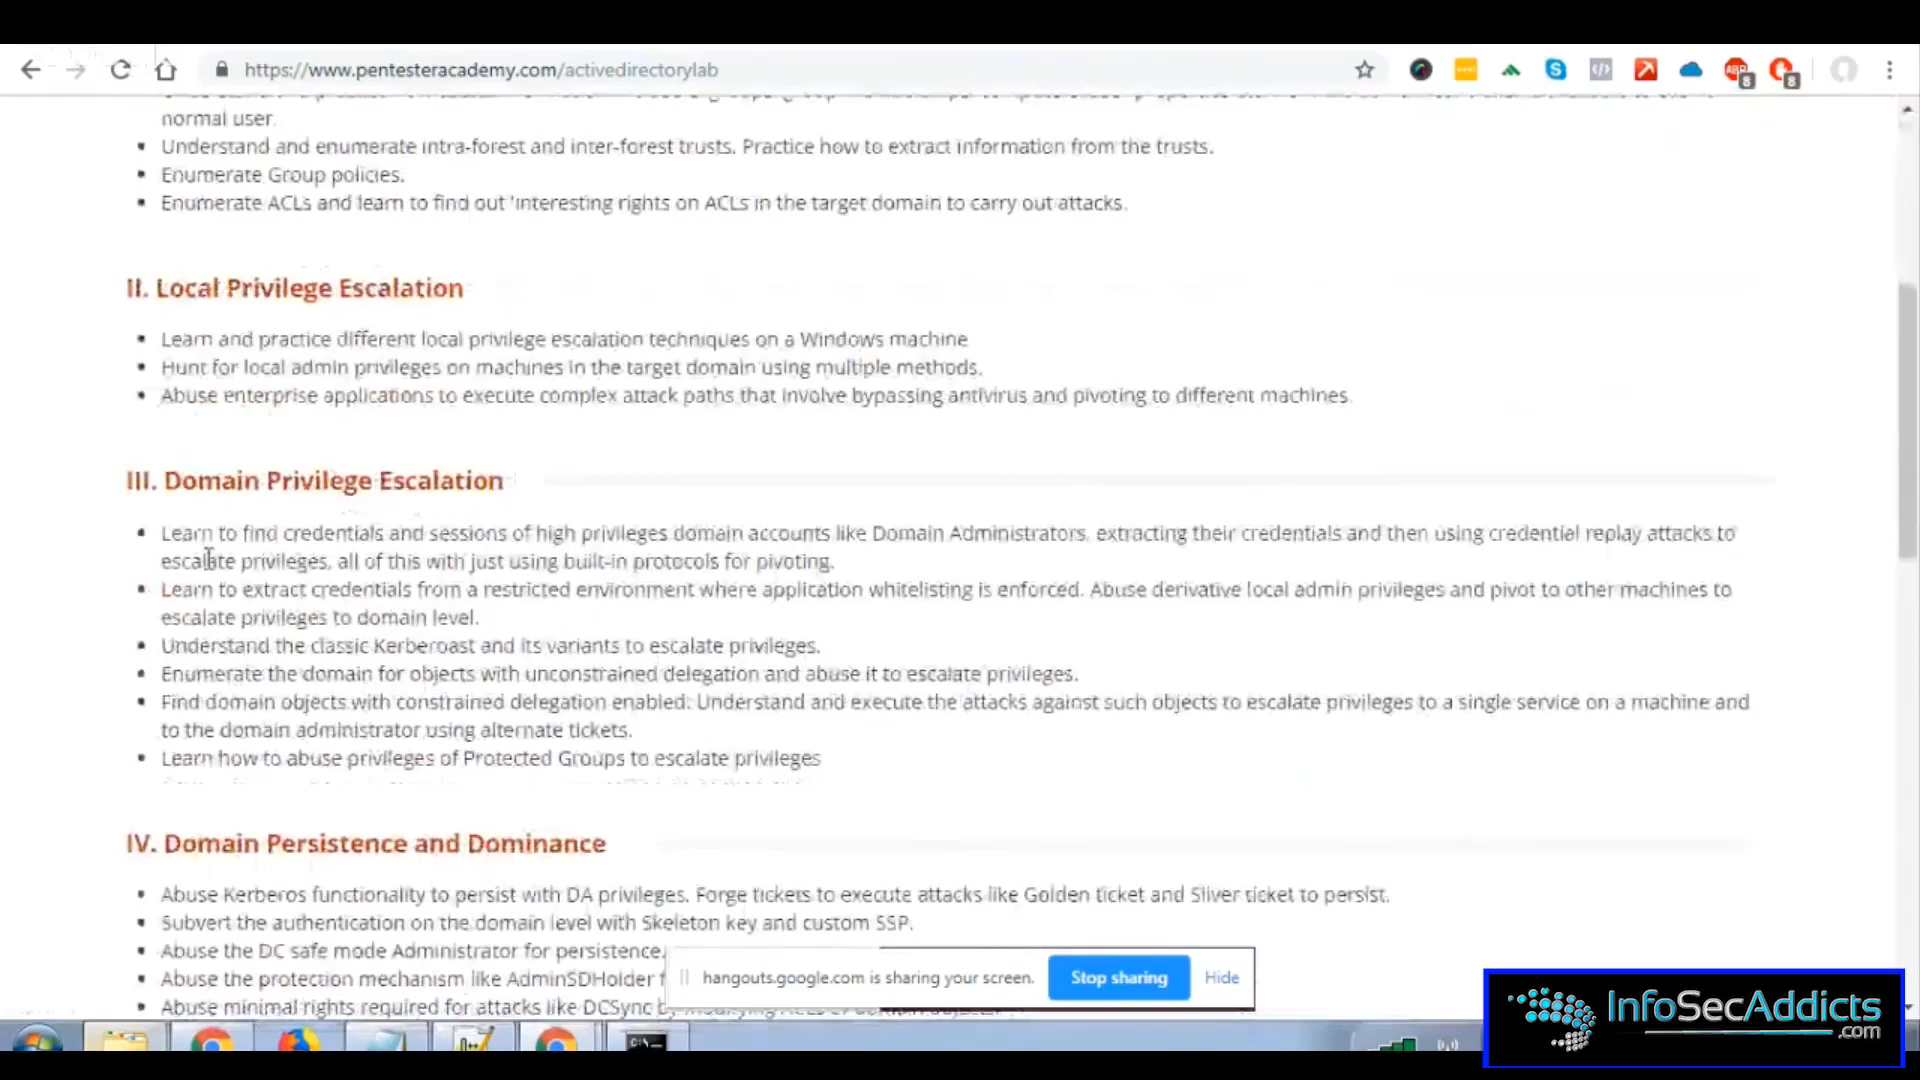 https://www.pentesteracademy.com/activedirectorylab
8
8
normal user.
Understand and enumerate intra-forest and inter-forest trusts. Practice how to extract information from the trusts.
Enumerate Group policies.
Enumerate ACLs and learn to find out 'interesting rights on ACLs in the target domain to carry out attacks.
II. Local Privilege Escalation
Learn and practice different local privilege escalation techniques on a Windows machine
Hunt for local admin privileges on machines in the target domain using multiple methods.
Abuse enterprise applications to execute complex attack paths that involve bypassing antivirus and pivoting to different machines.
III. Domain Privilege Escalation
Learn to find credentials and sessions of high privileges domain accounts like Domain Administrators, extracting their credentials and then using credential replay attacks to
escalate privileges, all of this with just using built-in protocols for pivoting.
Learn to extract credentials from a restricted environment where application whitelisting is enforced. Abuse derivative local admin privileges and pivot to other machines to
escalate privileges to domain level.
Understand the classic Kerberoast and its variants to escalate privileges.
Enumerate the domain for objects with unconstrained delegation and abuse it to escalate privileges.
Find domain objects with constrained delegation enabled. Understand and execute the attacks against such objects to escalate privileges to a single service on a machine and
to the domain administrator using alternate tickets.
Learn how to abuse privileges of Protected Groups to escalate privileges
IV. Domain Persistence and Dominance
Abuse Kerberos functionality to persist with DA privileges. Forge tickets to execute attacks like Golden ticket and Silver ticket to persist.
Subvert the authentication on the domain level with Skeleton key and custom SSP.
Abuse the DC safe mode Administrator for persistence.
Abuse the protection mechanism like AdminSDHolder
Abuse minimal rights required for attacks like DCSync
hangouts.google.com is sharing your screen.
Stop sharing
Hide
InfoSecAddicts
.com